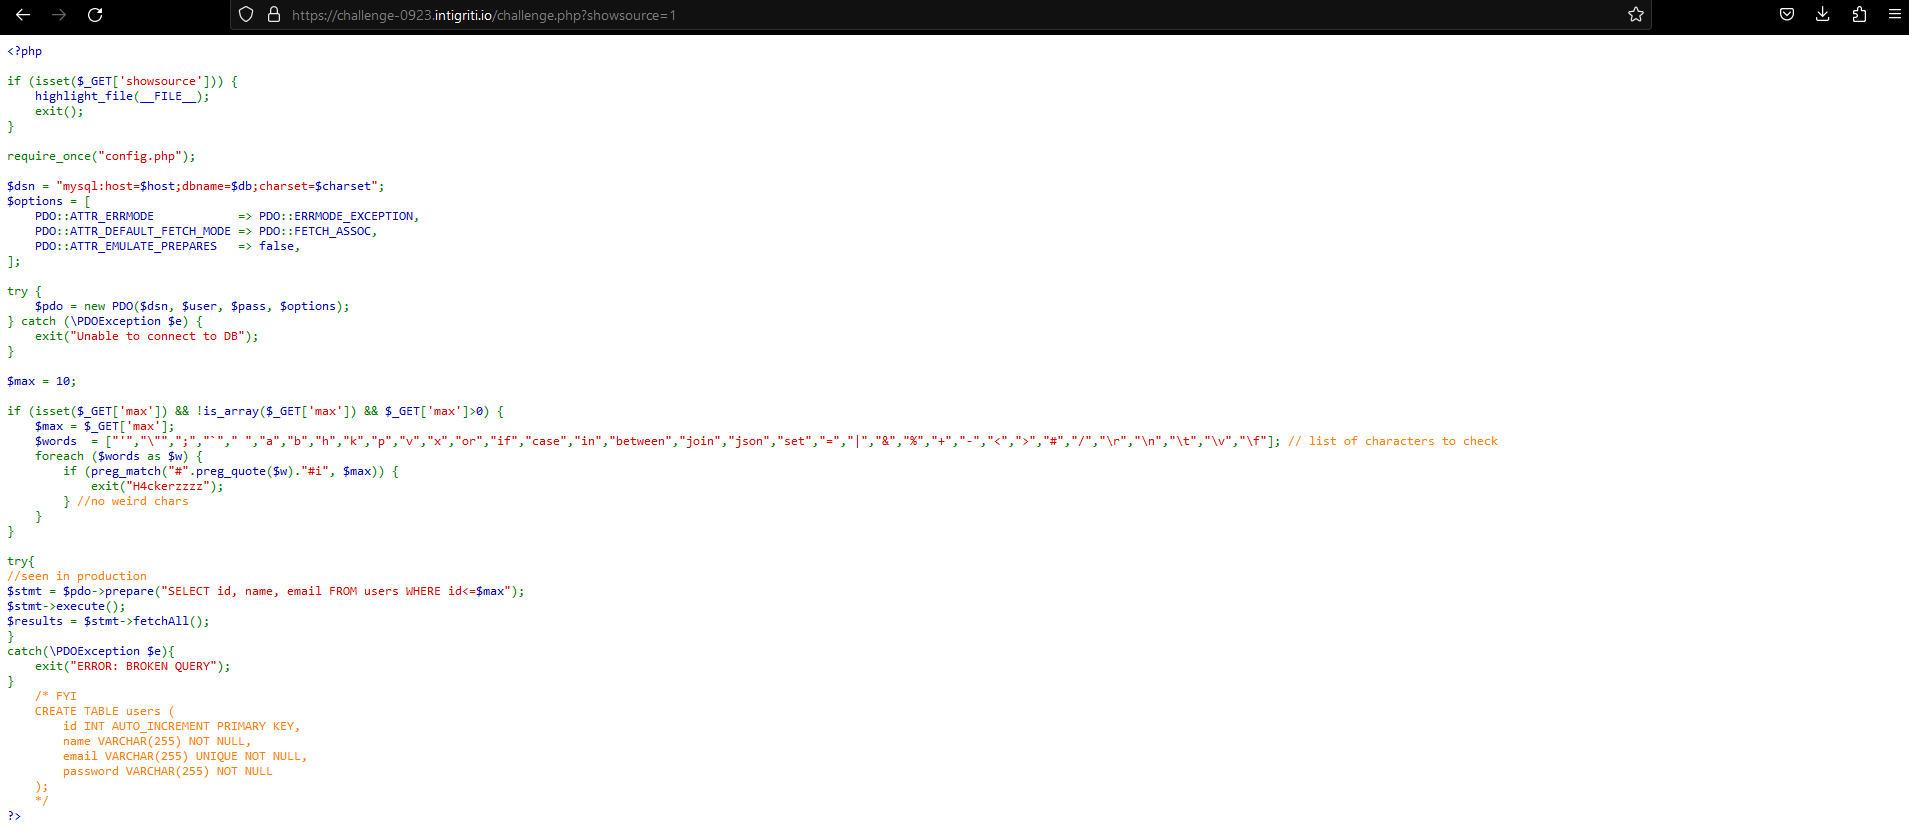 https://challenge-0923.intigriti.io/challenge.php?showsource=1
<?php
if (isset($_GET['showsource'])) {
    highlight_file(__FILE__);
    exit();
}
require_once("config.php");
$dsn = "mysql:host=$host;dbname=$db;charset=$charset";
$options = [
    PDO::ATTR_ERRMODE            => PDO::ERRMODE_EXCEPTION,
    PDO::ATTR_DEFAULT_FETCH_MODE => PDO::FETCH_ASSOC,
    PDO::ATTR_EMULATE_PREPARES   => false,
];
try {
    $pdo = new PDO($dsn, $user, $pass, $options);
} catch (\PDOException $e) {
    exit("Unable to connect to DB");
}
$max = 10;
if (isset($_GET['max']) && !is_array($_GET['max']) && $_GET['max']>0) {
    $max = $_GET['max'];
    $words  = ["'","\"",";","`"," ","a","b","h","k","p","v","x","or","if","case","in","between","join","json","set","=","|","&","%","+","-","<",">","#","/","\r","\n","\t","\v","\f"]; // list of characters to check
    foreach ($words as $w) {
        if (preg_match("#".preg_quote($w)."#i", $max)) {
            exit("H4ckerzzzz");
        } //no weird chars
    }
}
try{
//seen in production
$stmt = $pdo->prepare("SELECT id, name, email FROM users WHERE id<=$max");
$stmt->execute();
$results = $stmt->fetchAll();
}
catch(\PDOException $e){
    exit("ERROR: BROKEN QUERY");
}
    /* FYI
    CREATE TABLE users (
        id INT AUTO_INCREMENT PRIMARY KEY,
        name VARCHAR(255) NOT NULL,
        email VARCHAR(255) UNIQUE NOT NULL,
        password VARCHAR(255) NOT NULL
    );
    */
?>